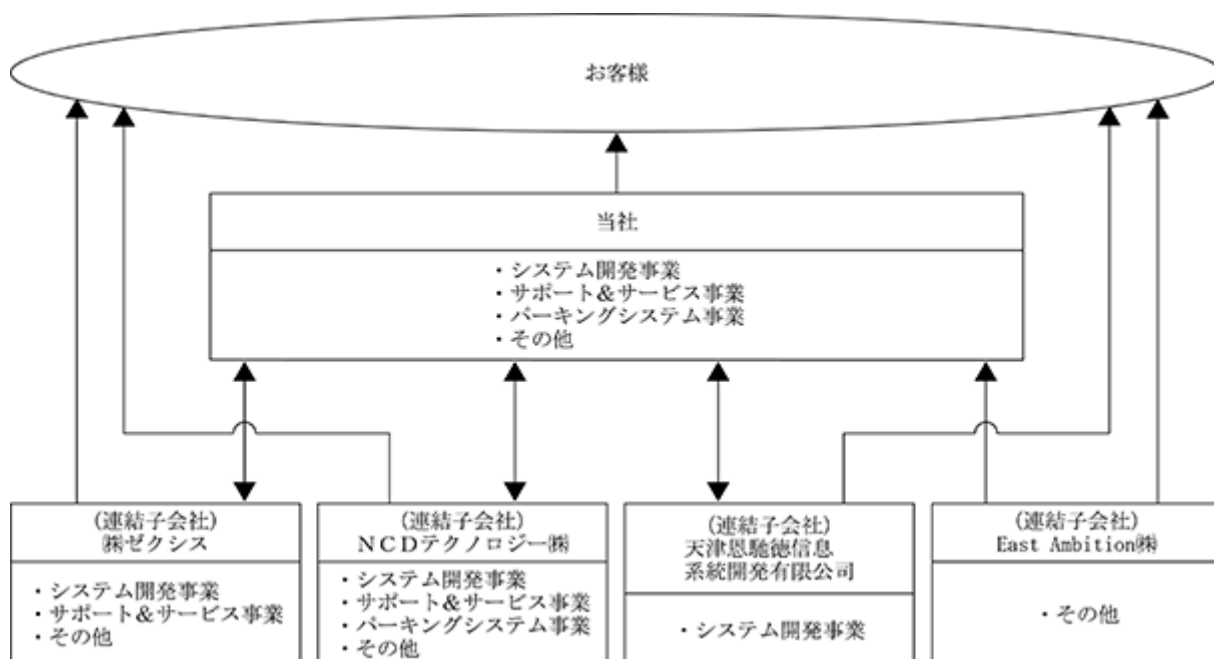 お客様
当社
・システム開発事業
・サポート＆サービス事業
・パーキングシステム事業
・その他
(連結子会社)
㈱ゼクシス
・システム開発事業
・サポート＆サービス事業
・その他
(連結子会社)
ＮＣＤテクノロジー㈱
・システム開発事業
・サポート＆サービス事業
・パーキングシステム事業
・その他
(連結子会社)
天津恩馳徳信息
系統開発有限公司
・システム開発事業
(連結子会社)
East Ambition㈱
・その他